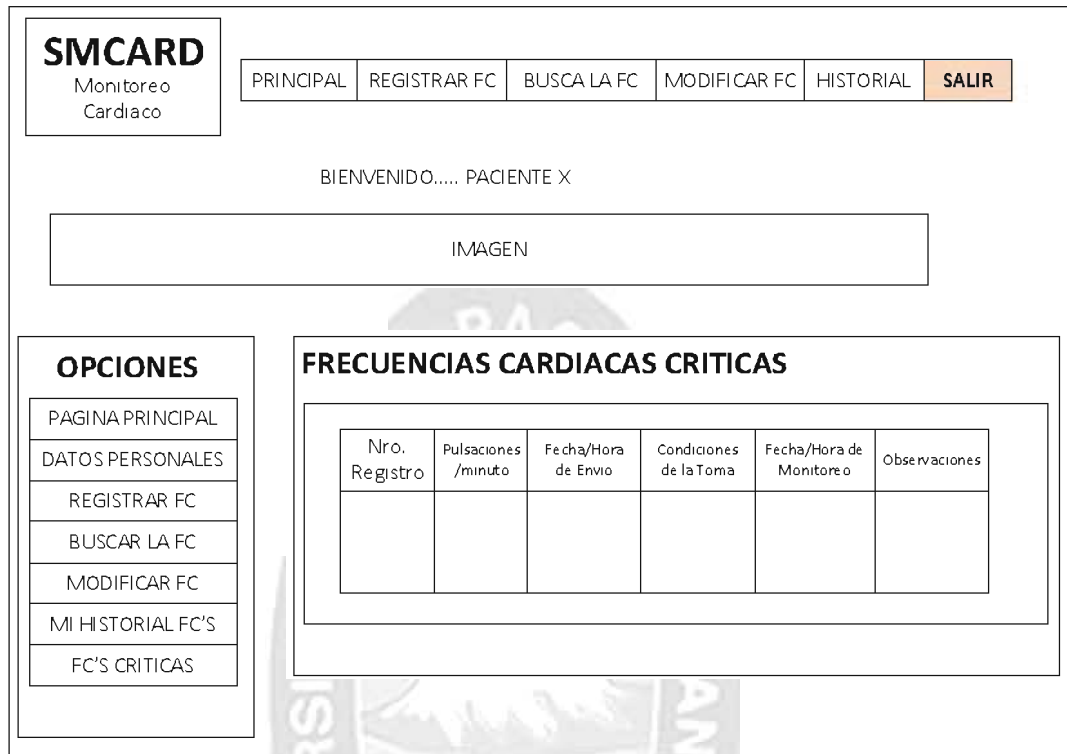 SMCARD
Monitoreo
Cardiaco
PRINCIPAL
REGISTRAR FC
BUSCA LA FC
MODIFICAR FC
HISTORIAL
SALIR
BIENVENIDO..... PACIENTE X
IMAGEN
OPCIONES
PAGINA PRINCIPAL
DATOS PERSONALES
REGISTRAR FC
BUSCAR LA FC
MODIFICAR FC
MI HISTORIAL FC'S
FC'S CRITICAS
FRECUENCIAS CARDIACAS CRITICAS
Nro.
Registro
Pulsaciones
/minuto
Fecha/Hora
de Envio
Condiciones
de la Toma
Fecha/Hora de
Monitoreo
Observaciones